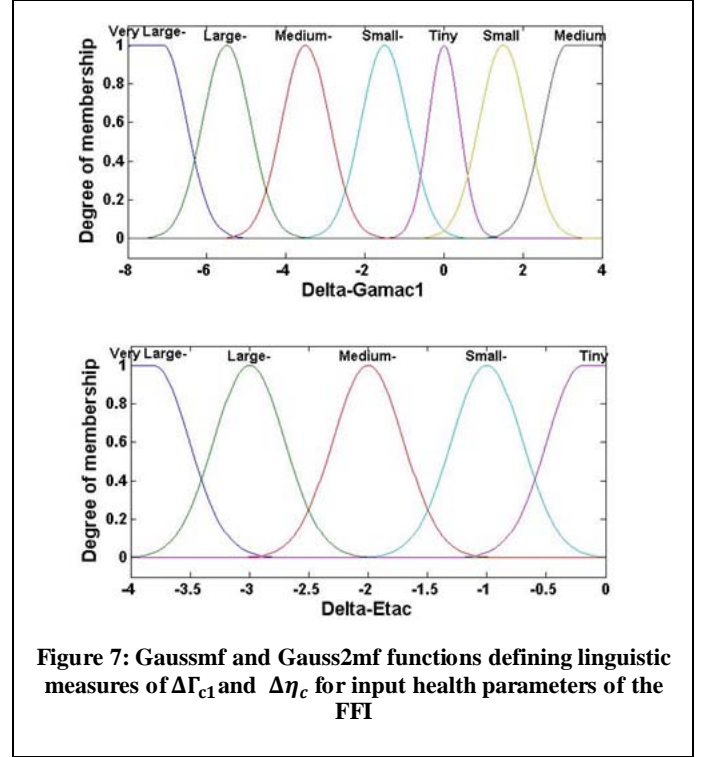 Very Large- Large- Medium- Small- Tiny Small Medium
1
0.8
0.6
0.4
0.2
0
Degree of membership
-8 -6 -4 -2 0 2 4
Delta-Gamac1
Very Large- Large- Medium- Small- Tiny
1
0.8
0.6
0.4
0.2
0
Degree of membership
-4 -3.5 -3 -2.5 -2 -1.5 -1 -0.5 0
Delta-Etac
Figure 7: Gaussmf and Gauss2mf functions defining linguistic
measures of ΔΓc1 and Δηc for input health parameters of the
FFI